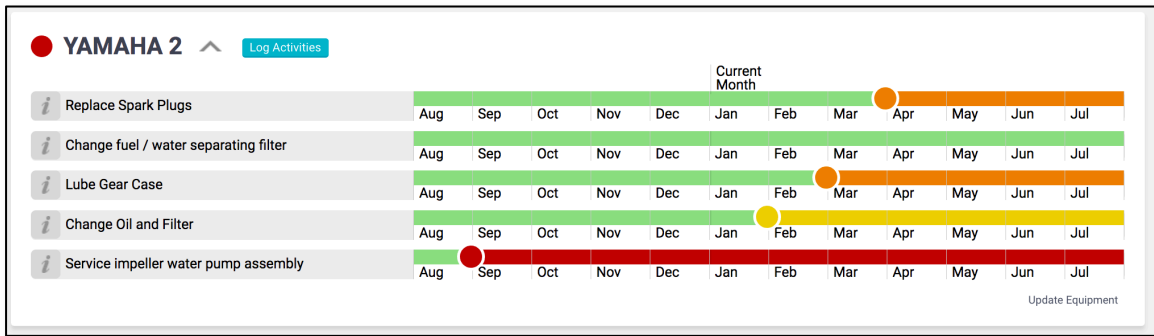 YAMAHA 2 Log Activities
Current
Month
i Replace Spark Plugs
Aug Sep Oct Nov Dec Jan Feb Mar Apr May Jun Jul
i Change fuel / water separating filter
Aug Sep Oct Nov Dec Jan Feb Mar Apr May Jun Jul
i Lube Gear Case
Aug Sep Oct Nov Dec Jan Feb Mar Apr May Jun Jul
i Change Oil and Filter
Aug Sep Oct Nov Dec Jan Feb Mar Apr May Jun Jul
i Service impeller water pump assembly
Aug Sep Oct Nov Dec Jan Feb Mar Apr May Jun Jul
Update Equipment